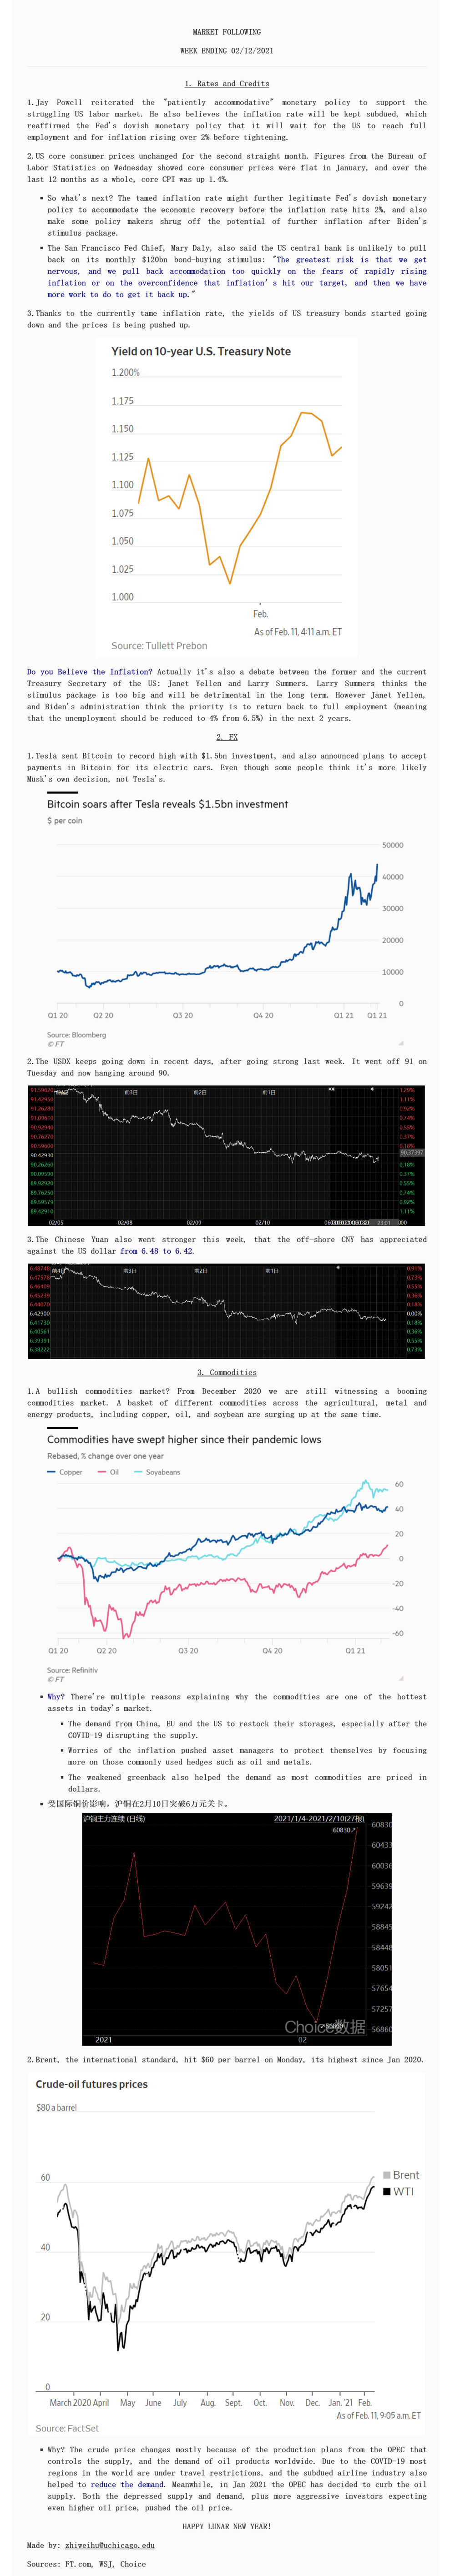 MARKET FOLLOWING
WEEK ENDING 02/12/2021
1. Rates and Credits
1.Jay Powell reiterated the "patiently accommodative" monetary policy to support the
struggling US labor market. He also believes the inflation rate will be kept subdued, which
reaffirmed the Fed's dovish monetary policy that it will wait for the US to reach full
employment and for inflation rising over 2% before tightening.
2.US core consumer prices unchanged for the second straight month. Figures from the Bureau of
Labor Statistics on Wednesday showed core consumer prices were flat in January, and over the
last 12 months as a whole, core CPI was up 1.4%.
▪ So what's next? The tamed inflation rate might further legitimate Fed's dovish monetary
policy to accommodate the economic recovery before the inflation rate hits 2%, and also
make some policy makers shrug off the potential of further inflation after Biden's
stimulus package.
▪ The San Francisco Fed Chief, Mary Daly, also said the US central bank is unlikely to pull
back on its monthly $120bn bond-buying stimulus: "The greatest risk is that we get
nervous, and we pull back accommodation too quickly on the fears of rapidly rising
inflation or on the overconfidence that inflation's hit our target, and then we have
more work to do to get it back up."
3.Thanks to the currently tame inflation rate, the yields of US treasury bonds started going
down and the prices is being pushed up.
Yield on 10-year U.S. Treasury Note
1.200%
1.175
1.150
1.125
1.100
1.075
1.050
1.025
1.000
Feb.
As of Feb. 11, 4:11 a.m. ET
Source: Tullett Prebon
Do you Believe the Inflation? Actually it's also a debate between the former and the current
Treasury Secretary of the US: Janet Yellen and Larry Summers. Larry Summers thinks the
stimulus package is too big and will be detrimental in the long term. However Janet Yellen,
and Biden's administration think the priority is to return back to full employment (meaning
that the unemployment should be reduced to 4% from 6.5%) in the next 2 years.
2. FX
1.Tesla sent Bitcoin to record high with $1.5bn investment, and also announced plans to accept
payments in Bitcoin for its electric cars. Even though some people think it's more likely
Musk's own decision, not Tesla's.
Bitcoin soars after Tesla reveals $1.5bn investment
$ per coin
50000
40000
30000
20000
10000
0
Q1 20 Q2 20 Q3 20 Q4 20 Q1 21 Q1 21
Source: Bloomberg
© FT
2.The USDX keeps going down in recent days, after going strong last week. It went off 91 on
Tuesday and now hanging around 90.
91.59620 前3日 前2日 前1日 1.29%
91.42950 1.11%
91.26280 0.92%
91.09610 0.74%
90.92940 0.55%
90.76270 0.37%
90.59600 0.18%
90.42930 90.37397
90.26260 0.18%
90.09590 0.37%
89.92920 0.55%
89.76250 0.74%
89.59579 0.92%
89.42910 1.11%
02/05 02/08 02/09 02/10
3.The Chinese Yuan also went stronger this week, that the off-shore CNY has appreciated
against the US dollar from 6.48 to 6.42.
6.48748 前4日 前3日 前2日 前1日 0.91%
6.47578 0.73%
6.46409 0.55%
6.45239 0.36%
6.44070 0.18%
6.42900 0.00%
6.41730 0.18%
6.40561 0.36%
6.39391 0.55%
6.38222 0.73%
3. Commodities
1.A bullish commodities market? From December 2020 we are still witnessing a booming
commodities market. A basket of different commodities across the agricultural, metal and
energy products, including copper, oil, and soybean are surging up at the same time.
Commodities have swept higher since their pandemic lows
Rebased, % change over one year
Copper Oil Soyabeans
60
40
20
0
-20
-40
-60
Q1 20 Q2 20 Q3 20 Q4 20 Q1 21
Source: Refinitiv
© FT
▪ Why? There're multiple reasons explaining why the commodities are one of the hottest
assets in today's market.
▪ The demand from China, EU and the US to restock their storages, especially after the
COVID-19 disrupting the supply.
▪ Worries of the inflation pushed asset managers to protect themselves by focusing
more on those commonly used hedges such as oil and metals.
▪ The weakened greenback also helped the demand as most commodities are priced in
dollars.
▪ 受国际铜价影响，沪铜在2月10日突破6万元关卡。
沪铜主力连续 (日线) 2021/1/4-2021/2/10(27根)
60830
60830
60433
60036
59639
59242
58845
58448
58051
57654
57257
56860
Choice数据
2021 02
2.Brent, the international standard, hit $60 per barrel on Monday, its highest since Jan 2020.
Crude-oil futures prices
$80 a barrel
60
40
20
0
Brent
WTI
March 2020 April May June July Aug. Sept. Oct. Nov. Dec. Jan. '21 Feb.
As of Feb. 11, 9:05 a.m. ET
Source: FactSet
▪ Why? The crude price changes mostly because of the production plans from the OPEC that
controls the supply, and the demand of oil products worldwide. Due to the COVID-19 most
regions in the world are under travel restrictions, and the subdued airline industry also
helped to reduce the demand. Meanwhile, in Jan 2021 the OPEC has decided to curb the oil
supply. Both the depressed supply and demand, plus more aggressive investors expecting
even higher oil price, pushed the oil price.
HAPPY LUNAR NEW YEAR!
Made by: zhiweihu@uchicago.edu
Sources: FT.com, WSJ, Choice